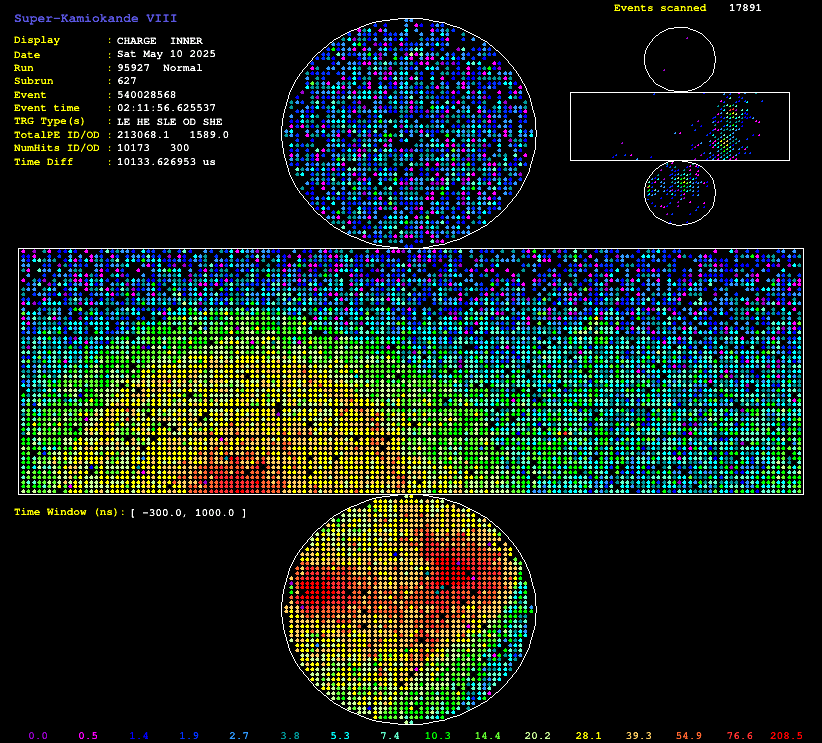 Super-Kamiokande VIII
Events scanned 17891
Display : CHARGE INNER
Date : Sat May 10 2025
Run : 95927 Normal
Subrun : 627
Event : 540028568
Event time : 02:11:56.625537
TRG Type(s) : LE HE SLE OD SHE
TotalPE ID/OD : 213068.1 1589.0
NumHits ID/OD : 10173 300
Time Diff : 10133.626953 us
Time Window (ns): [ -300.0, 1000.0 ]
0.0 0.5 1.4 1.9 2.7 3.8 5.3 7.4 10.3 14.4 20.2 28.1 39.3 54.9 76.6 208.5